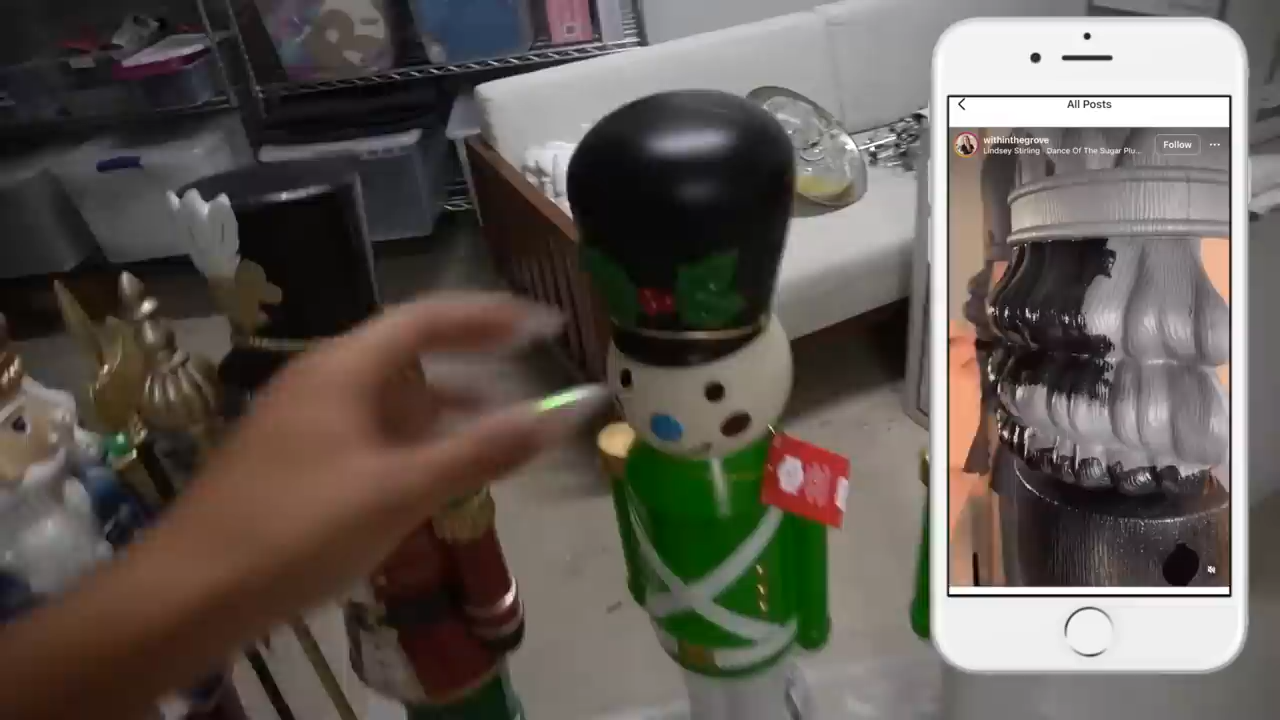 All Posts
withinthegrove
Lindsey Stirling · Dance Of The Sugar Plu...
Follow